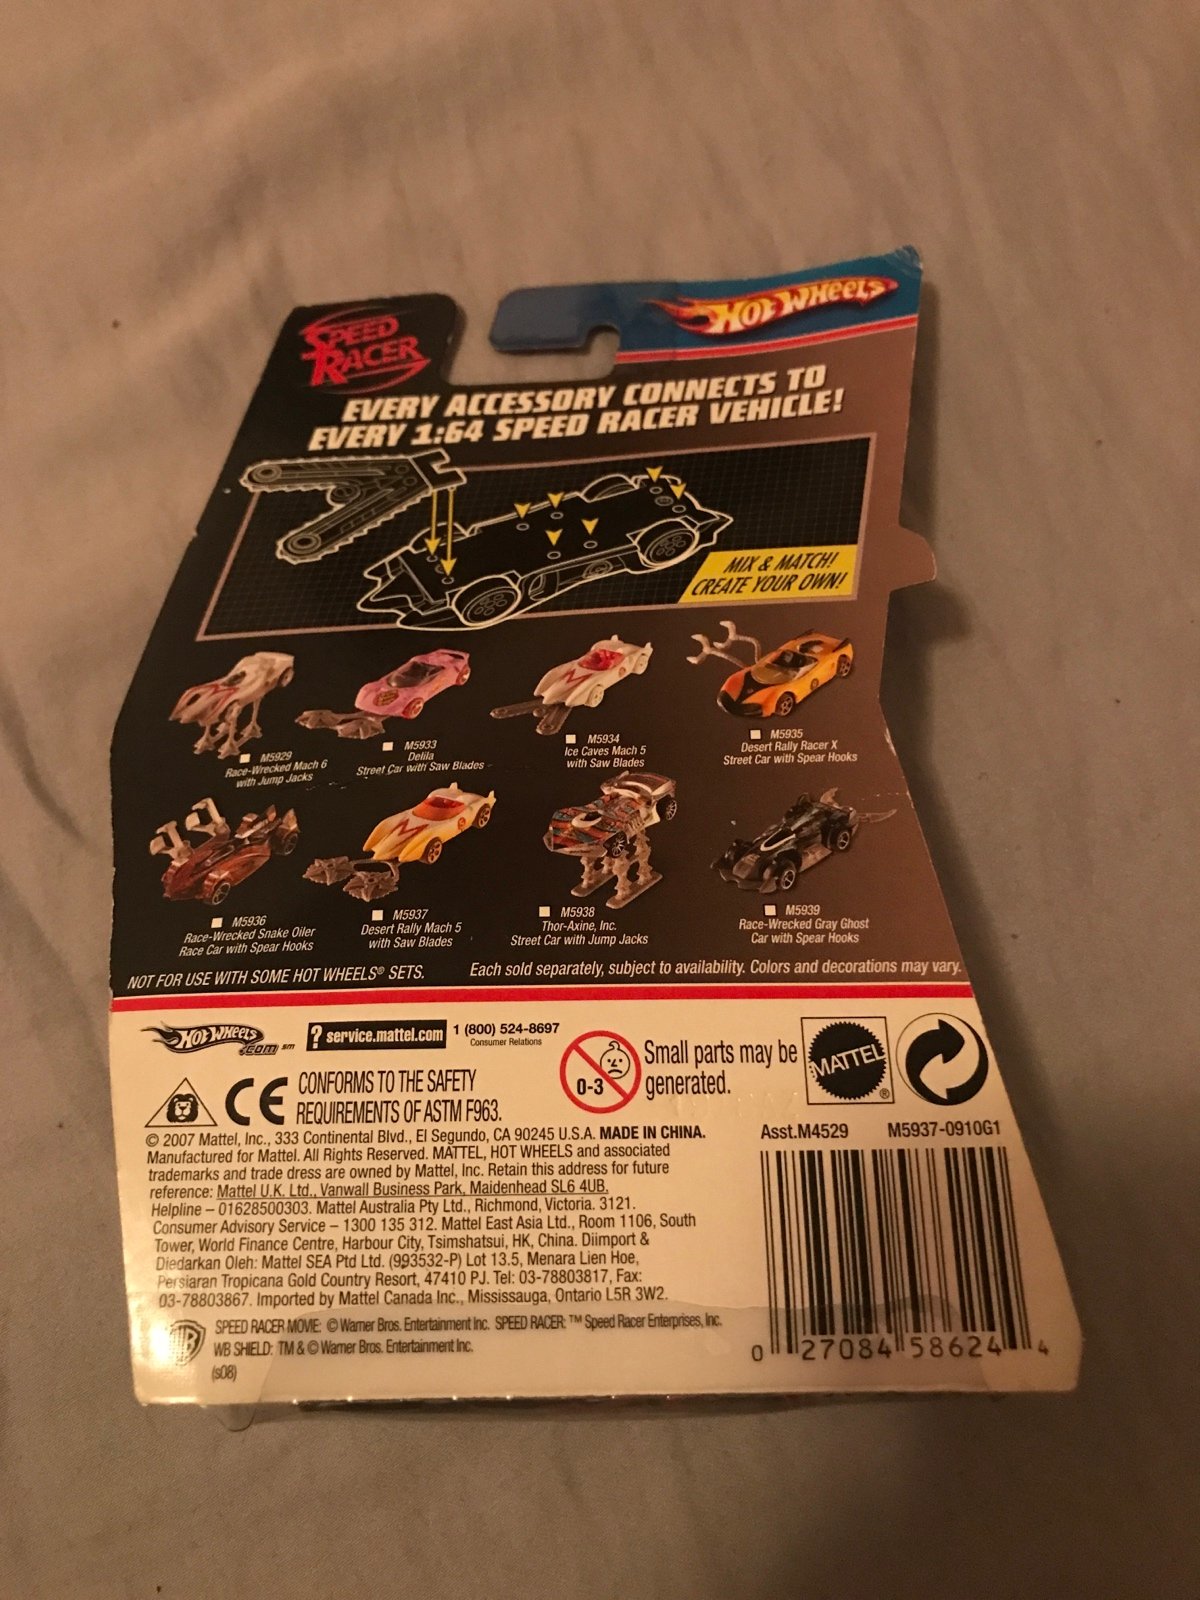 SPEED
RACER
HOT WHEELS
EVERY ACCESSORY CONNECTS TO
EVERY 1:64 SPEED RACER VEHICLE!
MIX & MATCH!
CREATE YOUR OWN!
M5929
Race-Wrecked Mach 6
with Jump Jacks
M5933
Delila
Street Car with Saw Blades
M5934
Ice Caves Mach 5
with Saw Blades
M5935
Desert Rally Racer X
Street Car with Spear Hooks
M5936
Race-Wrecked Snake Oiler
Race Car with Spear Hooks
M5937
Desert Rally Mach 5
with Saw Blades
M5938
Thor-Axine, Inc.
Street Car with Jump Jacks
M5939
Race-Wrecked Gray Ghost
Car with Spear Hooks
NOT FOR USE WITH SOME HOT WHEELS® SETS.
Each sold separately, subject to availability. Colors and decorations may vary.
HOT WHEELS
.com℠
? service.mattel.com
1 (800) 524-8697
Consumer Relations
CE
CONFORMS TO THE SAFETY
REQUIREMENTS OF ASTM F963.
0-3
Small parts may be
generated.
MATTEL
®
© 2007 Mattel, Inc., 333 Continental Blvd., El Segundo, CA 90245 U.S.A. MADE IN CHINA.
Manufactured for Mattel. All Rights Reserved. MATTEL, HOT WHEELS and associated
trademarks and trade dress are owned by Mattel, Inc. Retain this address for future
reference: Mattel U.K. Ltd., Vanwall Business Park, Maidenhead SL6 4UB.
Helpline – 01628500303. Mattel Australia Pty Ltd., Richmond, Victoria. 3121.
Consumer Advisory Service – 1300 135 312. Mattel East Asia Ltd., Room 1106, South
Tower, World Finance Centre, Harbour City, Tsimshatsui, HK, China. Diimport &
Diedarkan Oleh: Mattel SEA Ptd Ltd. (993532-P) Lot 13.5, Menara Lien Hoe,
Persiaran Tropicana Gold Country Resort, 47410 PJ. Tel: 03-78803817, Fax:
03-78803867. Imported by Mattel Canada Inc., Mississauga, Ontario L5R 3W2.
WB
SPEED RACER MOVIE: © Warner Bros. Entertainment Inc. SPEED RACER: ™ Speed Racer Enterprises, Inc.
WB SHIELD: TM & © Warner Bros. Entertainment Inc.
(s08)
Asst.M4529
M5937-0910G1
0 27084 58624 4